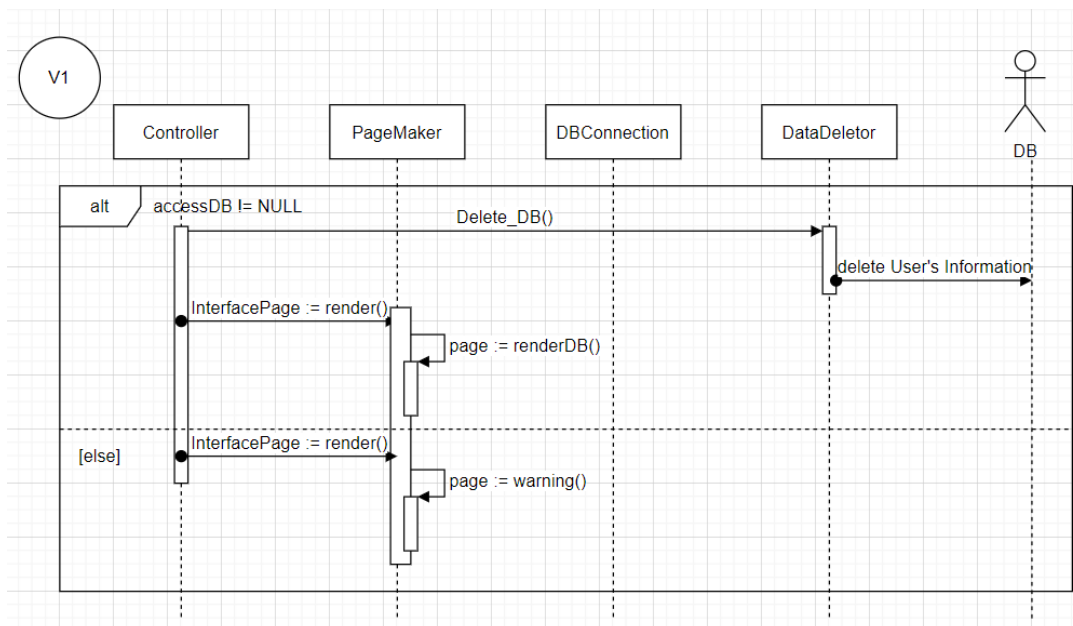 V1
Controller
PageMaker
DBConnection
DataDeletor
DB
alt
accessDB != NULL
Delete_DB()
delete User's Information
InterfacePage := render()
page := renderDB()
[else]
InterfacePage := render()
page := warning()